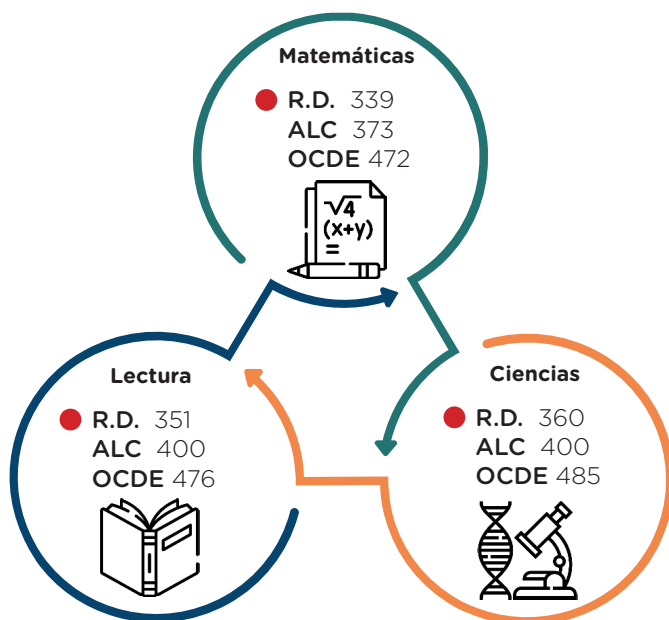 Matemáticas
R.D. 339
ALC 373
OCDE 472
√4
(x+y)
=
Lectura
R.D. 351
ALC 400
OCDE 476
Ciencias
R.D. 360
ALC 400
OCDE 485